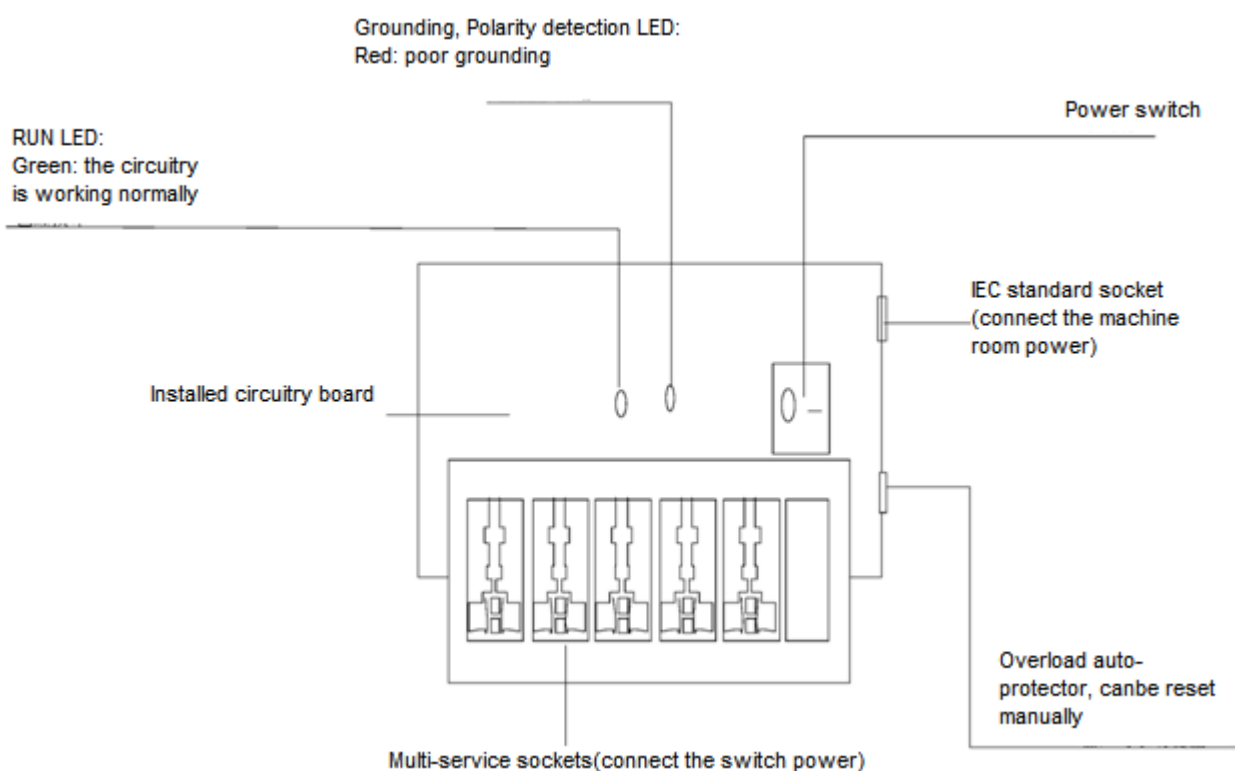 Grounding, Polarity detection LED:
Red: poor grounding
Power switch
RUN LED:
Green: the circuitry
is working normally
IEC standard socket
(connect the machine
room power)
Installed circuitry board
Overload auto-
protector, canbe reset
manually
Multi-service sockets(connect the switch power)